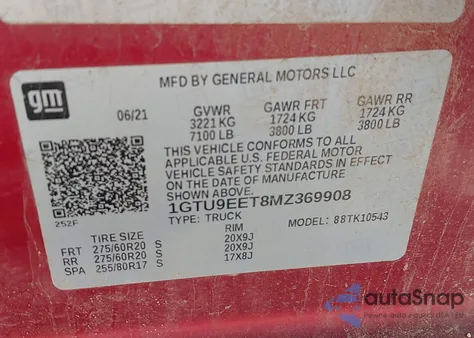 MFD BY GENERAL MOTORS LLC
gm
06/21
GVWR GAWR FRT GAWR RR
3221 KG 1724 KG 1724 KG
7100 LB 3800 LB 3800 LB
THIS VEHICLE CONFORMS TO ALL
APPLICABLE U.S. FEDERAL MOTOR
VEHICLE SAFETY STANDARDS IN EFFECT
ON THE DATE OF MANUFACTURE
SHOWN ABOVE.
1GTU9EET8MZ369908
252F
TYPE: TRUCK MODEL: 88TK10543
TIRE SIZE RIM
FRT 275/60R20 S 20X9J
RR 275/60R20 S 20X9J
SPA 255/80R17 S 17X8J
autoSnap